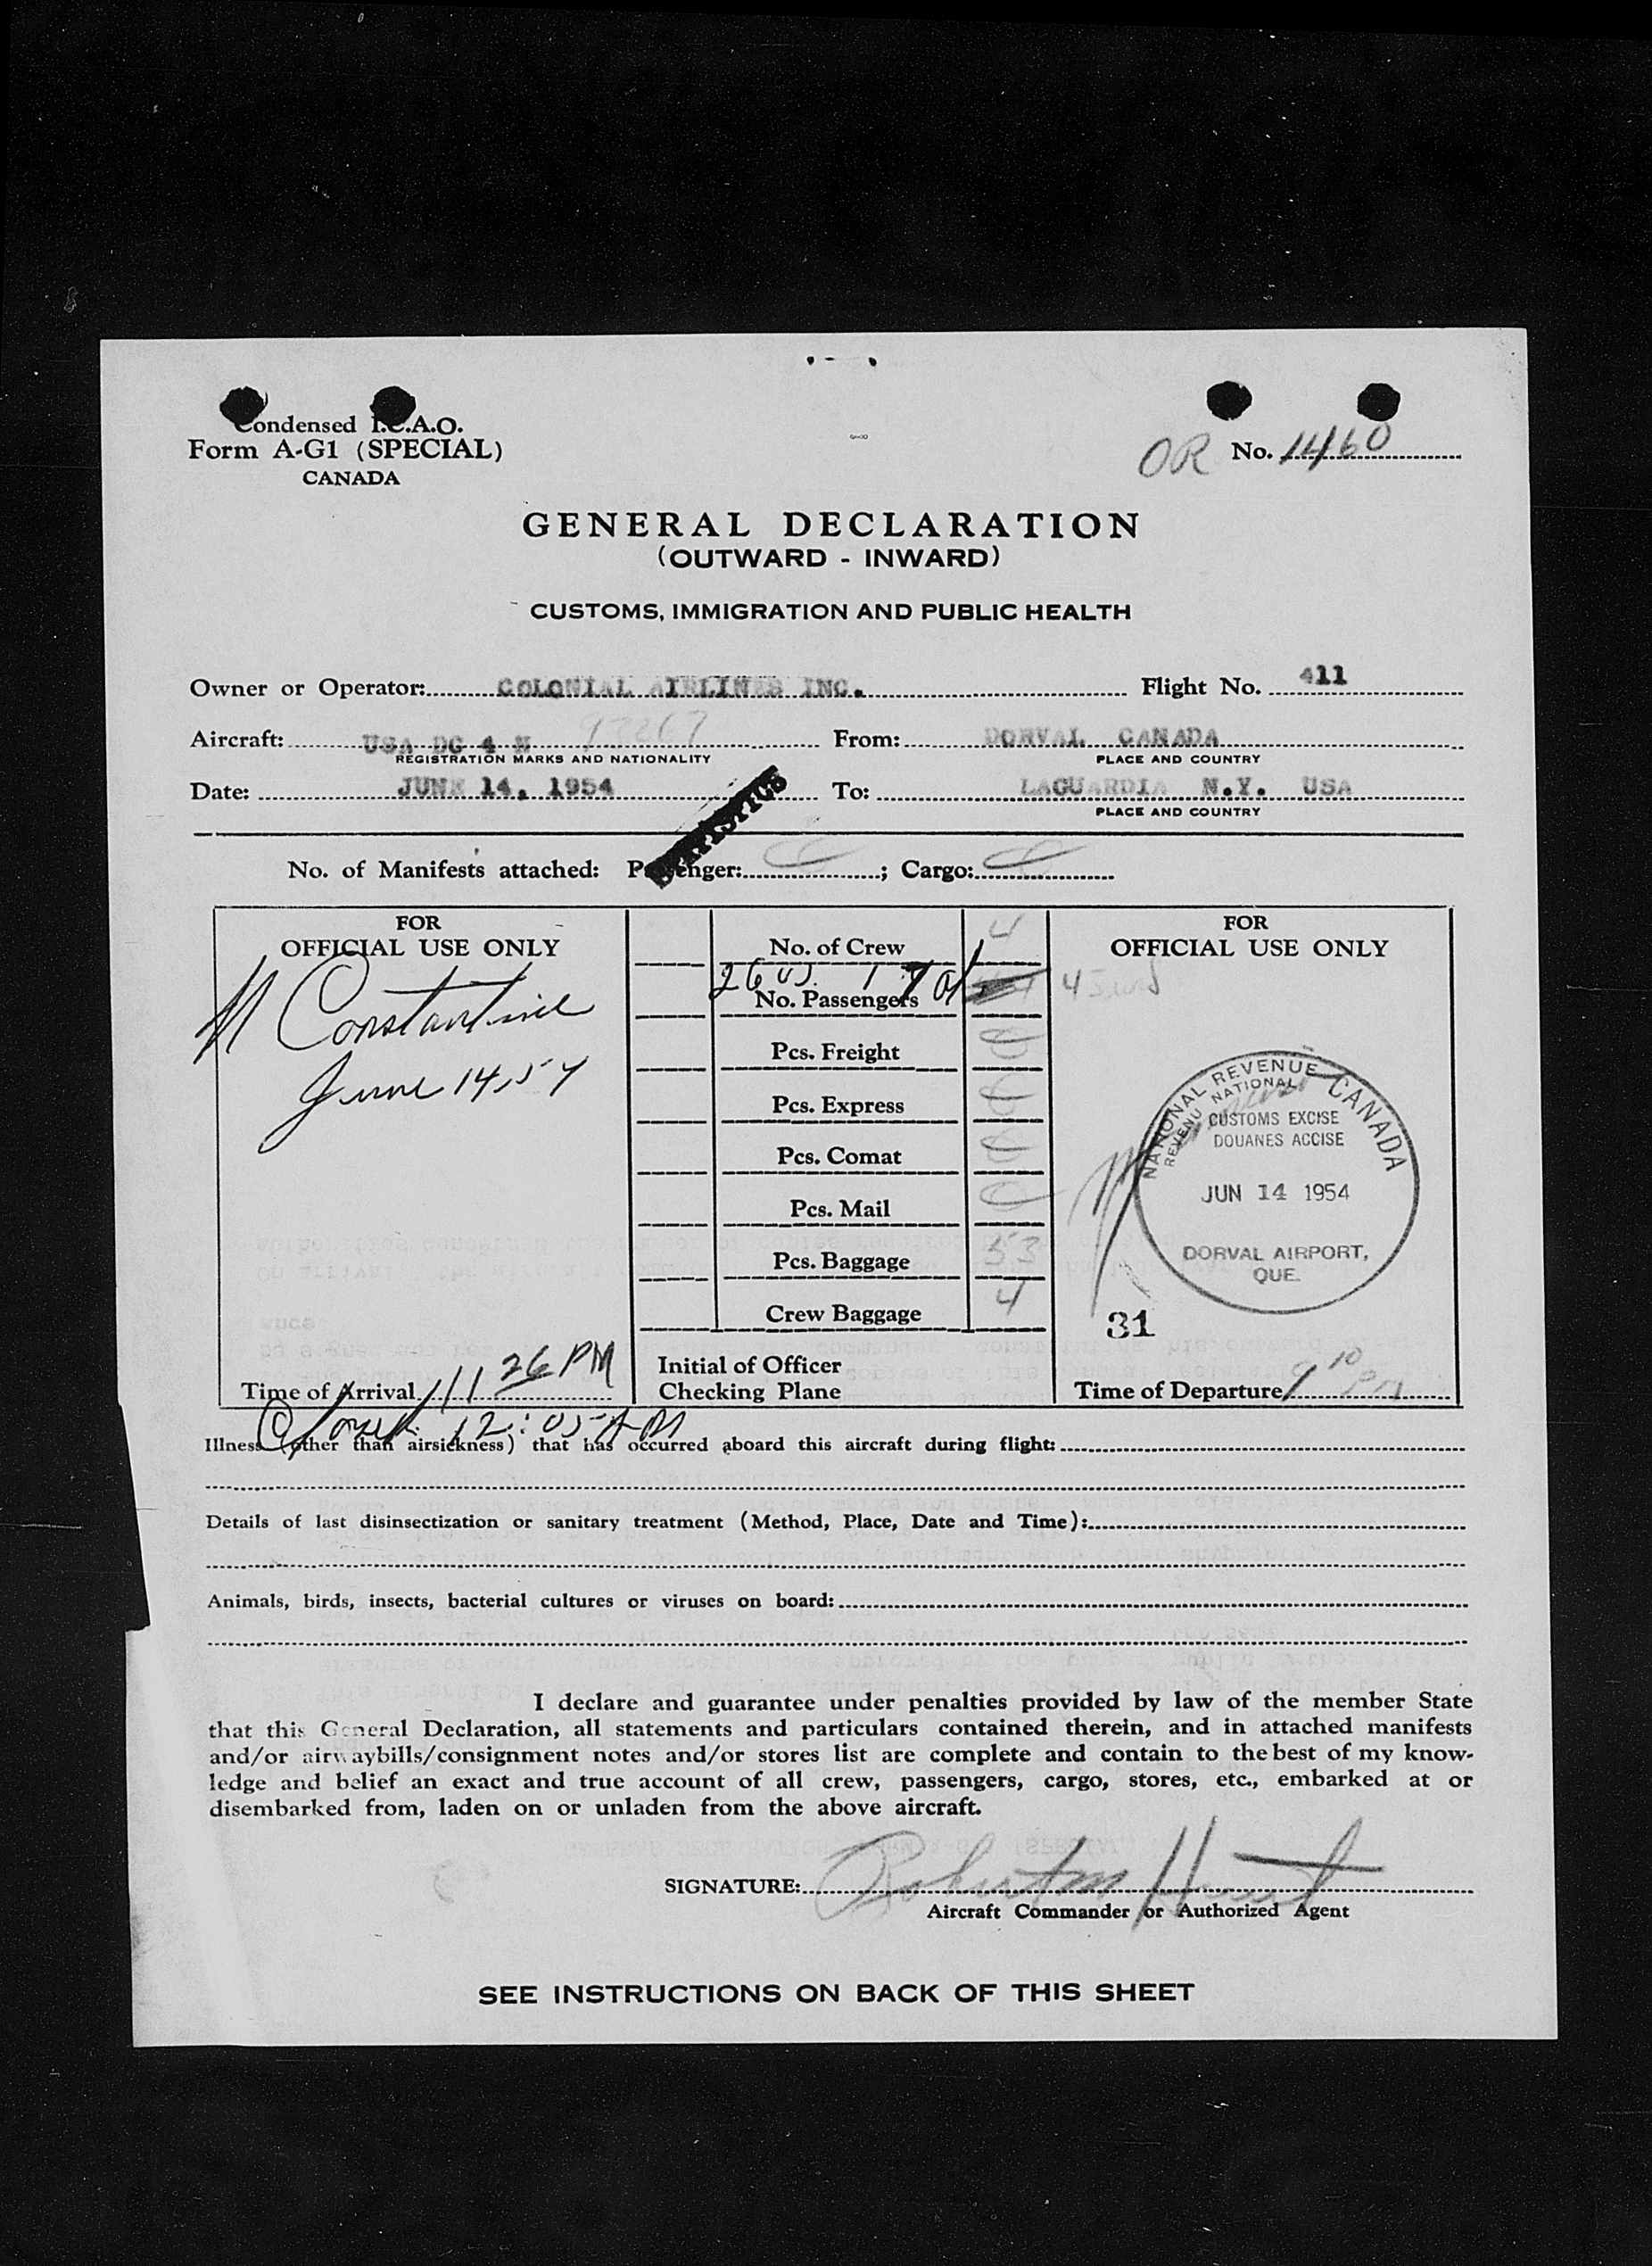 Condensed I.C.A.O.
Form A-G1 (SPECIAL)
CANADA
OR No. 1460
GENERAL DECLARATION
(OUTWARD - INWARD)
CUSTOMS, IMMIGRATION AND PUBLIC HEALTH
Owner or Operator: COLONIAL AIRLINES INC. Flight No. 411
Aircraft: USA DC 4 N From: DORVAL CANADA
REGISTRATION MARKS AND NATIONALITY PLACE AND COUNTRY
Date: JUNE 14, 1954 To: LAGUARDIA N.Y. USA
PLACE AND COUNTRY
STATISTICS
No. of Manifests attached: Passenger: ; Cargo:
FOR
OFFICIAL USE ONLY
N Constantine
June 14, 54
Time of Arrival 11 26 PM
No. of Crew 4
26 US.
No. Passengers
Pcs. Freight
Pcs. Express
Pcs. Comat
Pcs. Mail
Pcs. Baggage 53
Crew Baggage 4
Initial of Officer
Checking Plane
FOR
OFFICIAL USE ONLY
NATIONAL REVENUE CANADA
REVENU NATIONAL
CUSTOMS EXCISE
DOUANES ACCISE
JUN 14 1954
DORVAL AIRPORT,
QUE.
31
Time of Departure 9 10 PM
12:05 AM
Illness (other than airsickness) that has occurred aboard this aircraft during flight:
Details of last disinsectization or sanitary treatment (Method, Place, Date and Time):
Animals, birds, insects, bacterial cultures or viruses on board:
I declare and guarantee under penalties provided by law of the member State
that this General Declaration, all statements and particulars contained therein, and in attached manifests
and/or airwaybills/consignment notes and/or stores list are complete and contain to the best of my know-
ledge and belief an exact and true account of all crew, passengers, cargo, stores, etc., embarked at or
disembarked from, laden on or unladen from the above aircraft.
SIGNATURE:
Aircraft Commander or Authorized Agent
SEE INSTRUCTIONS ON BACK OF THIS SHEET